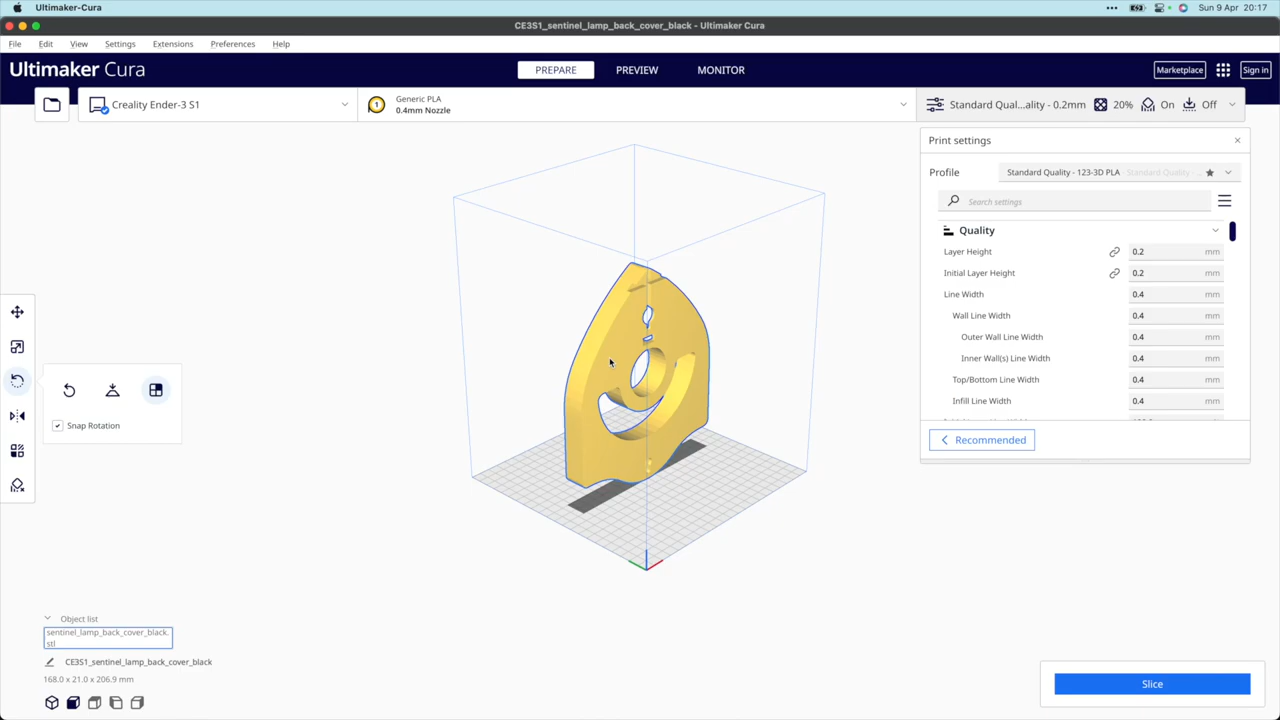 Ultimaker-Cura
Sun 9 Apr 20:17
CE3S1_sentinel_lamp_back_cover_black - Ultimaker Cura
File Edit View Settings Extensions Preferences Help
Ultimaker Cura
PREPARE PREVIEW MONITOR
Marketplace
Sign in
Creality Ender-3 S1
1
Generic PLA
0.4mm Nozzle
Standard Qual...ality - 0.2mm 20% On Off
Print settings
Profile Standard Quality - 123-3D PLA Standard Quality -...
Search settings
Quality
Layer Height 0.2 mm
Initial Layer Height 0.2 mm
Line Width 0.4 mm
Wall Line Width 0.4 mm
Outer Wall Line Width 0.4 mm
Inner Wall(s) Line Width 0.4 mm
Top/Bottom Line Width 0.4 mm
Infill Line Width 0.4 mm
Recommended
Snap Rotation
Object list
sentinel_lamp_back_cover_black.
stl
CE3S1_sentinel_lamp_back_cover_black
168.0 x 21.0 x 206.9 mm
Slice